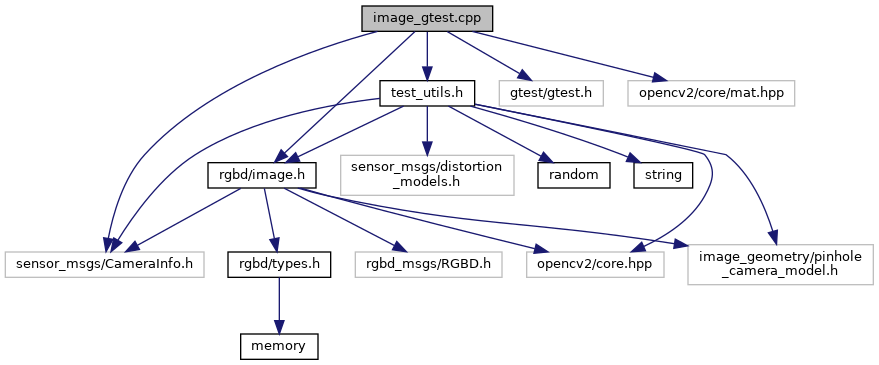 image_gtest.cpp
test_utils.h
gtest/gtest.h
opencv2/core/mat.hpp
rgbd/image.h
sensor_msgs/distortion
_models.h
random
string
sensor_msgs/CameraInfo.h
rgbd/types.h
rgbd_msgs/RGBD.h
opencv2/core.hpp
image_geometry/pinhole
_camera_model.h
memory